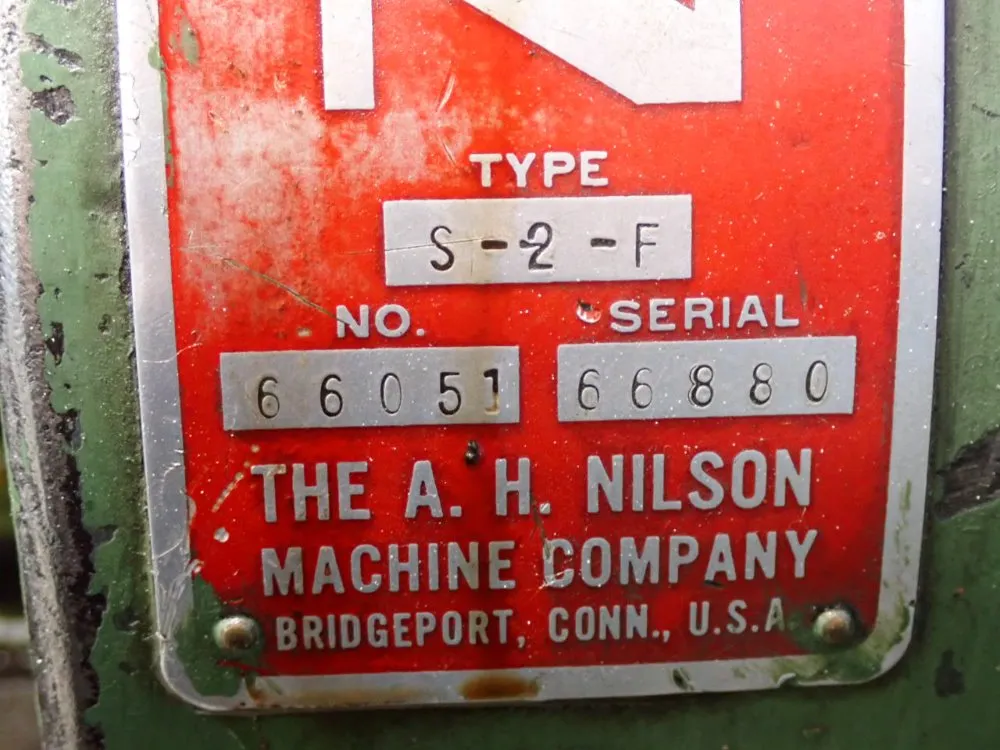 TYPE
S-2-F
NO. SERIAL
66051 66880
THE A. H. NILSON
MACHINE COMPANY
BRIDGEPORT, CONN., U.S.A.